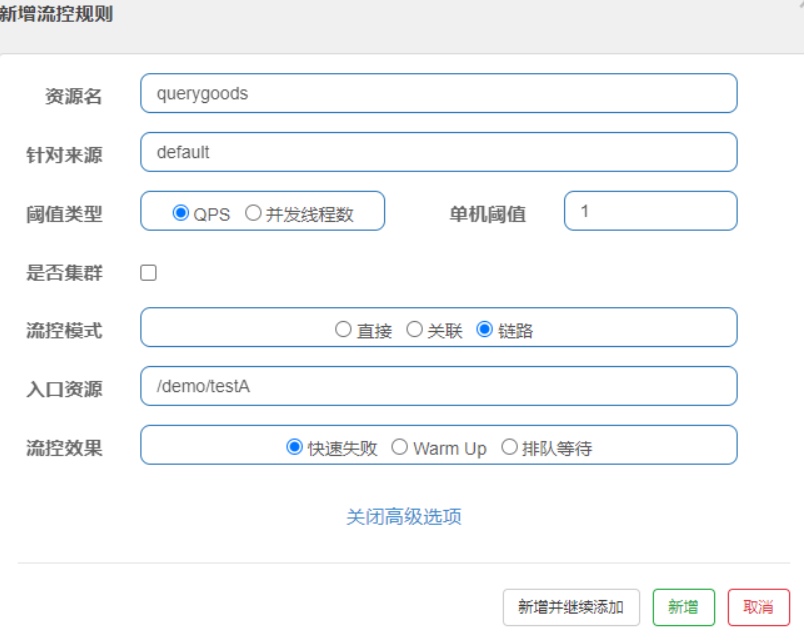 新增流控规则
资源名 querygoods
针对来源 default
阈值类型 QPS 并发线程数 单机阈值 1
是否集群
流控模式 直接 关联 链路
入口资源 /demo/testA
流控效果 快速失败 Warm Up 排队等待
关闭高级选项
新增并继续添加 新增 取消